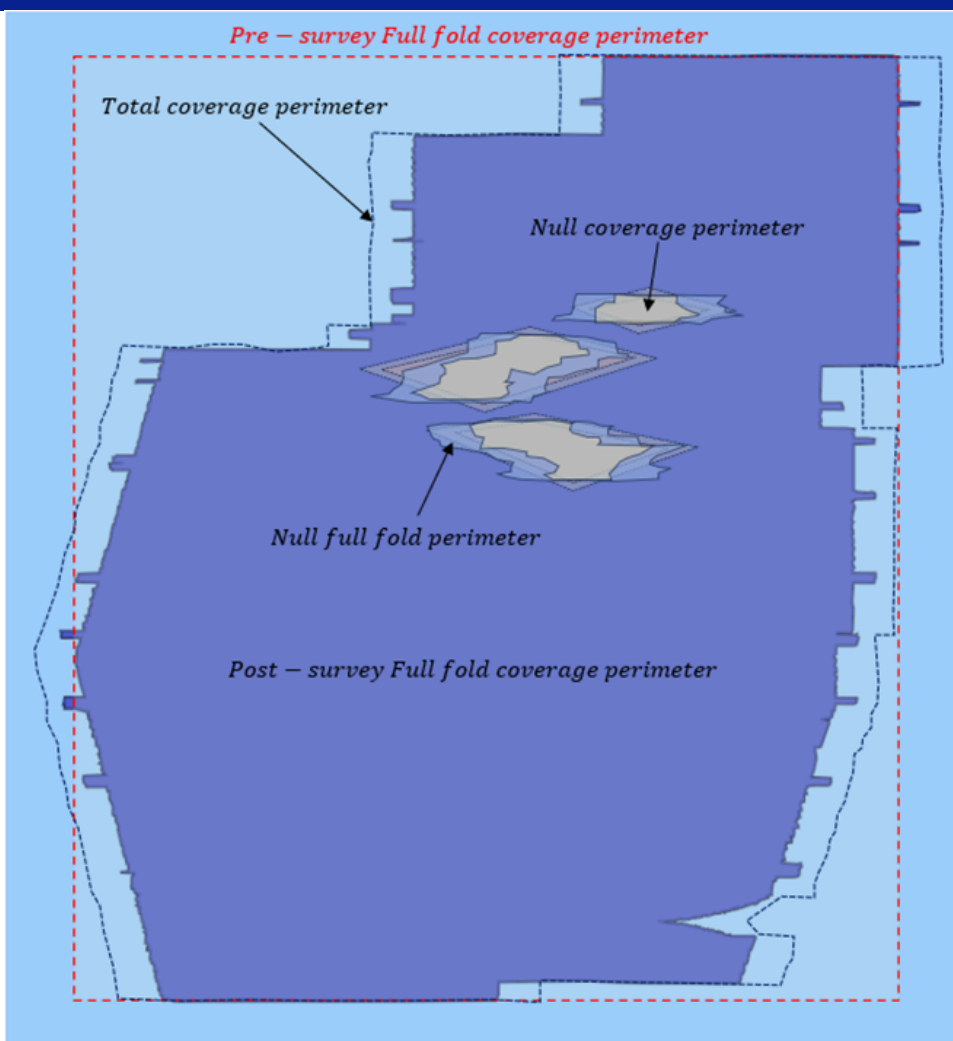 Pre − survey Full fold coverage perimeter
Total coverage perimeter
Null coverage perimeter
Null full fold perimeter
Post − survey Full fold coverage perimeter